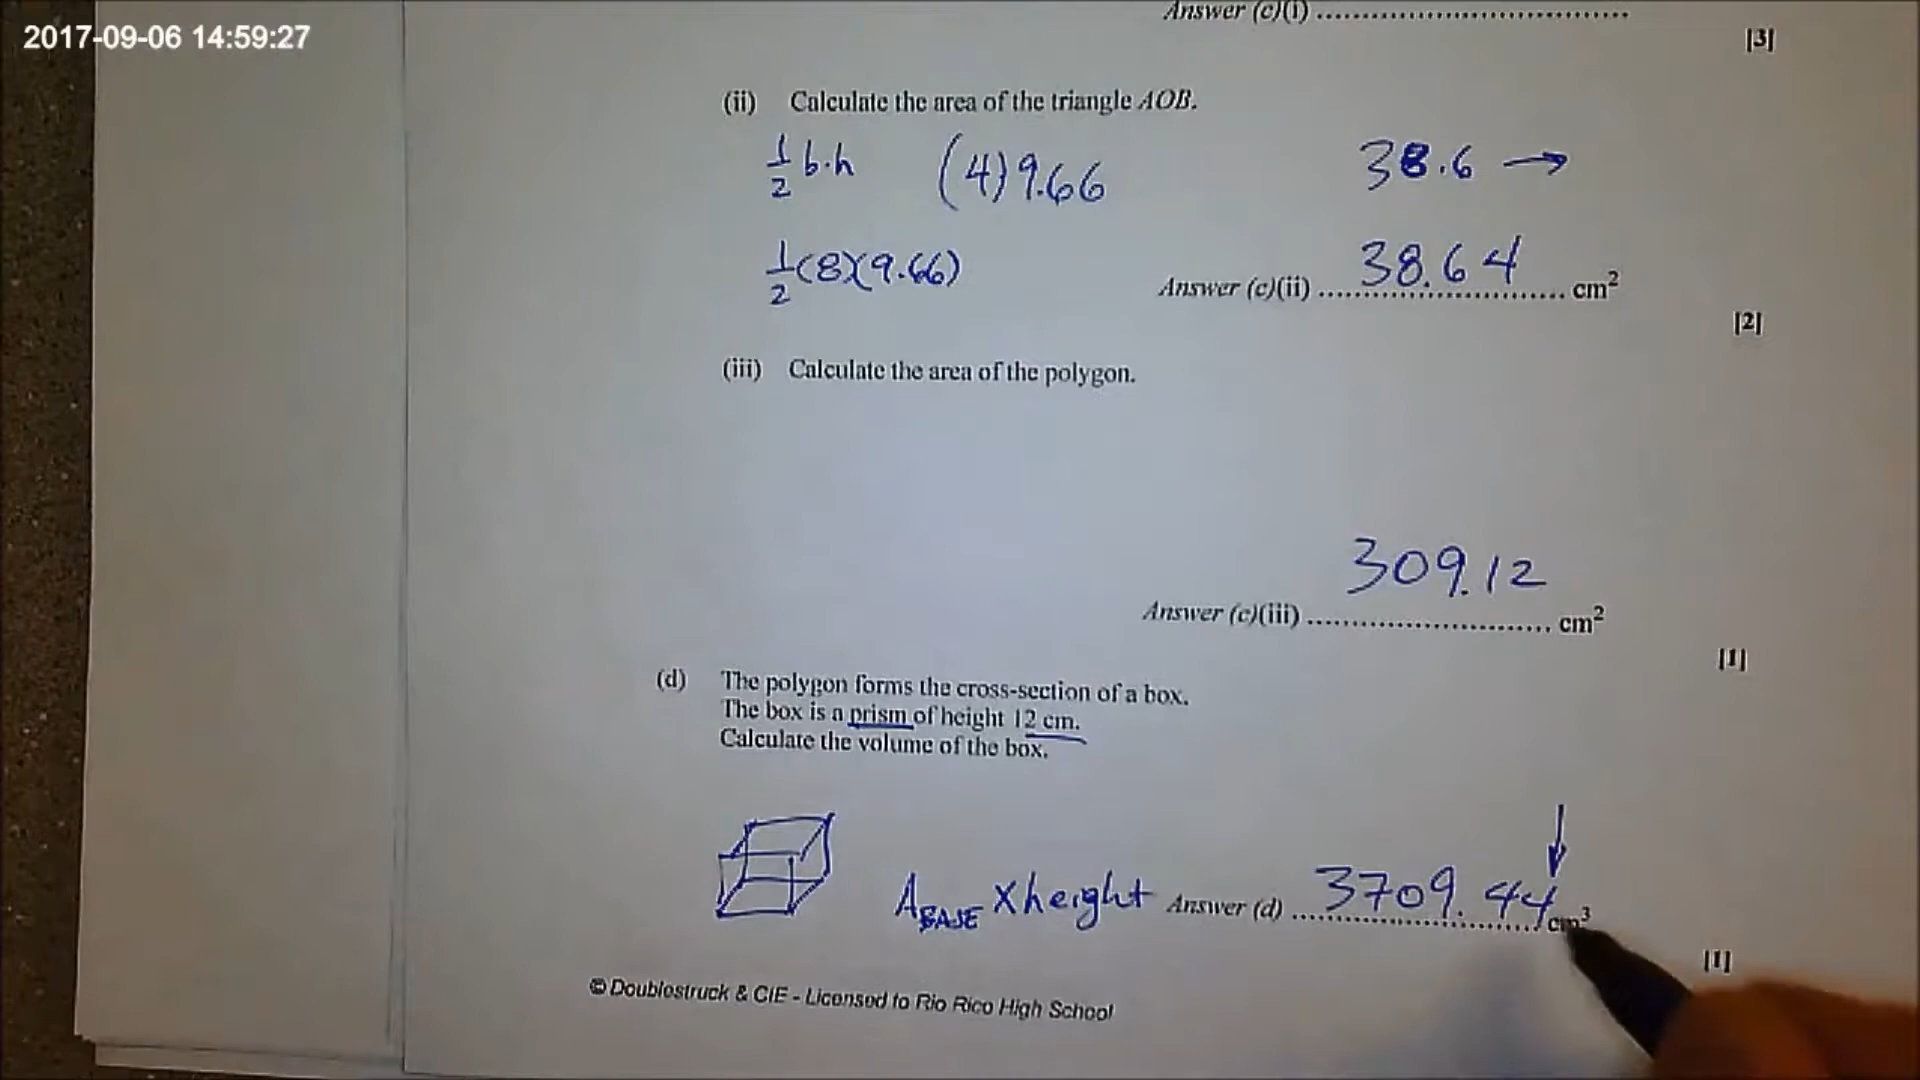 2017-09-06 14:59:27
Answer (c)(i) ..................................
[3]
(ii) Calculate the area of the triangle AOB.
1/2 b·h (4)9.66 38.6 →
1/2(8)(9.66)
Answer (c)(ii) 38.64 cm²
[2]
(iii) Calculate the area of the polygon.
309.12
Answer (c)(iii) .......................... cm²
[1]
(d) The polygon forms the cross-section of a box.
The box is a prism of height 12 cm.
Calculate the volume of the box.
A BASE X height Answer (d) 3709.44 cm³
[1]
© Doublestruck & CIE - Licensed to Rio Rico High School